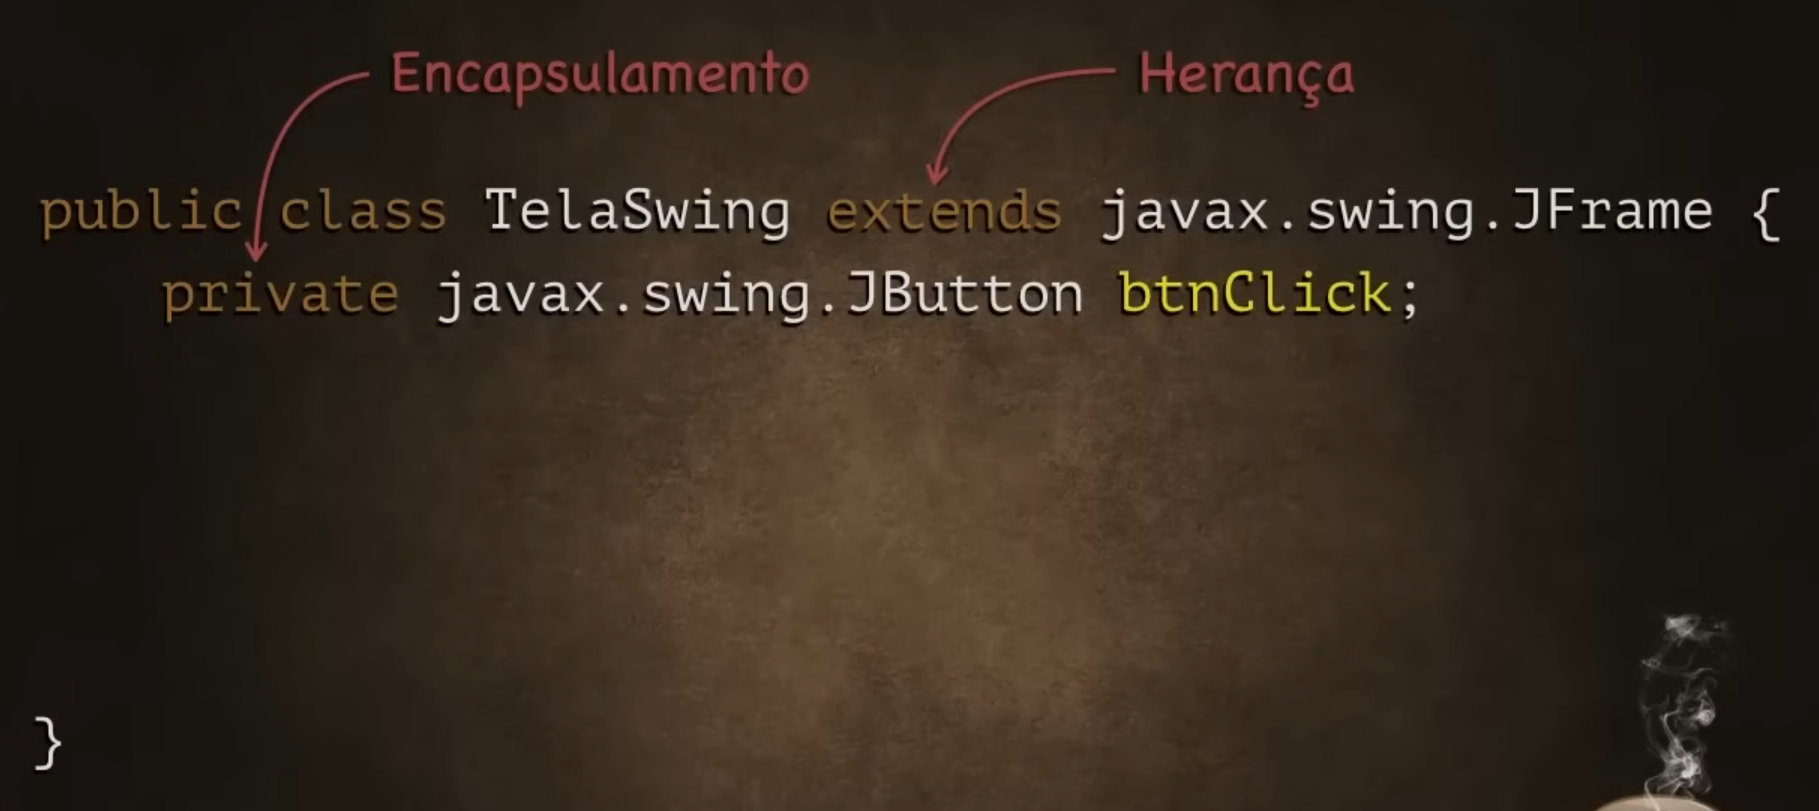 Encapsulamento Herança
public class TelaSwing extends javax.swing.JFrame {
private javax.swing.JButton btnClick;
}